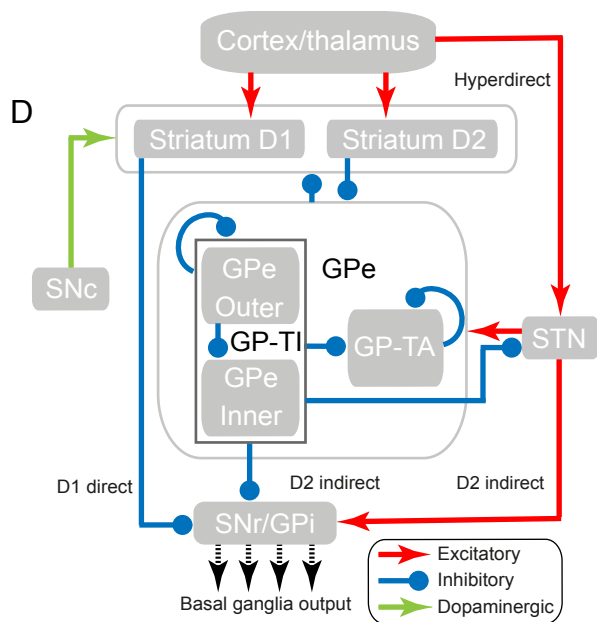 Cortex/thalamus
Hyperdirect
D
Striatum D1
Striatum D2
GPe
Outer
GPe
SNc
GP-TI
GP-TA
STN
GPe
Inner
D1 direct
D2 indirect
D2 indirect
SNr/GPi
Excitatory
Inhibitory
Dopaminergic
Basal ganglia output